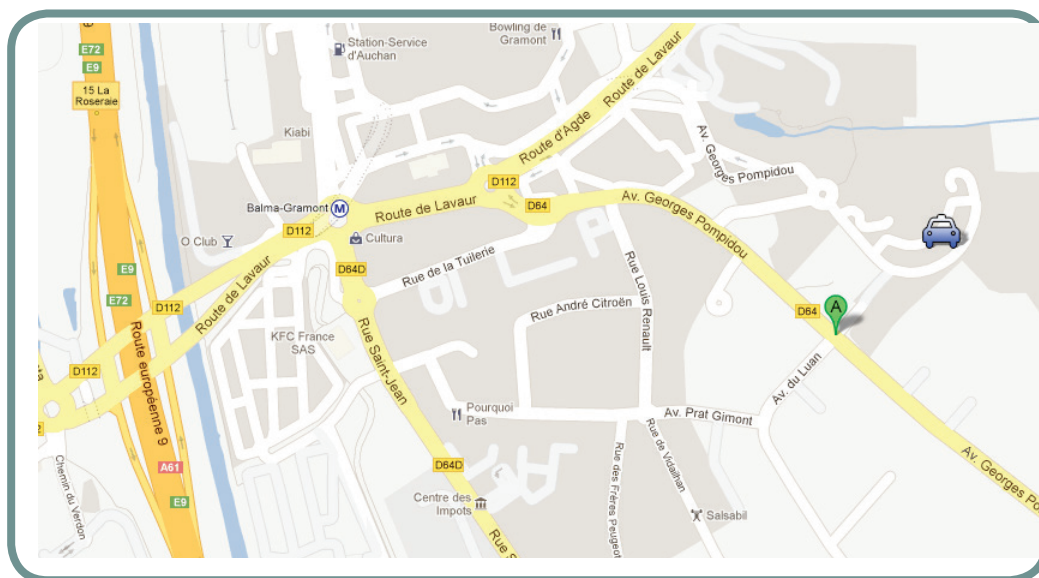 E72
E9
15 La
Roseraie
Station-Service
d'Auchan
Bowling de
Gramont
Route de Lavaur
Route d'Agde
Kiabi
Av. Georges Pompidou
D112
D64
Balma-Gramont
M
Route de Lavaur
Av. Georges Pompidou
D112
O Club
Cultura
Route de Lavaur
Rue de la Tuilerie
D64D
E9
E72
D112
Rue Louis Renault
Rue André Citroën
D64
A
Route européenne 9
KFC France
SAS
Rue Saint-Jean
D112
Av. du Luan
Pourquoi
Pas
Av. Prat Gimont
Rue de Vidailhan
Av. Georges
A61
E9
D64D
Chemin du Verdon
Centre des
Impots
Rue des Frères Peugeot
Salsabil
Rue